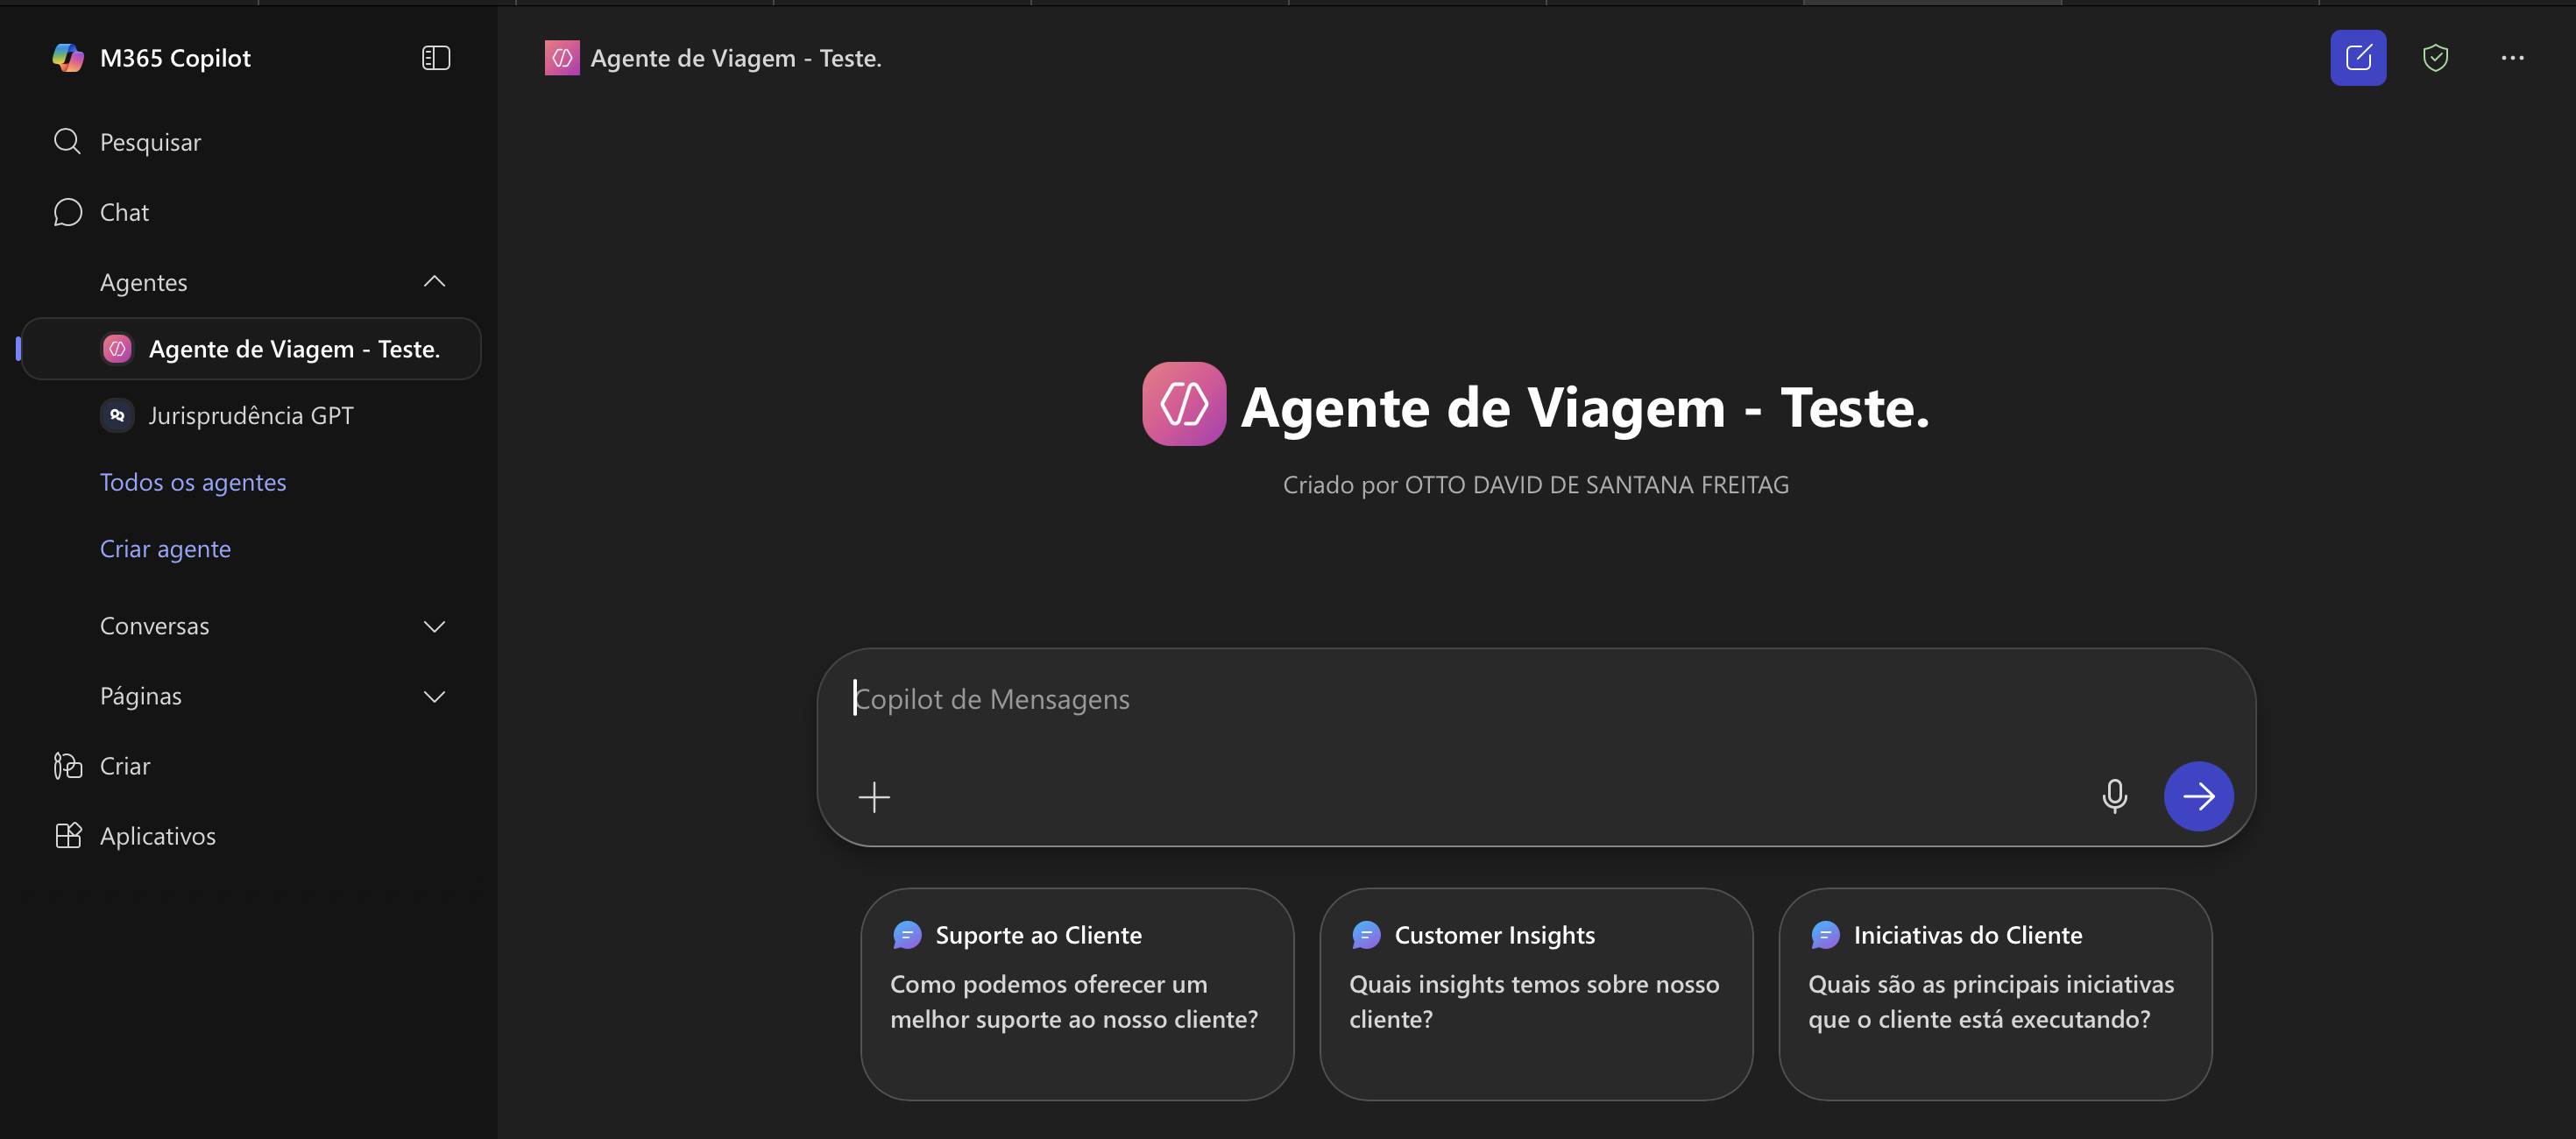 M365 Copilot
Pesquisar
Chat
Agentes
Agente de Viagem - Teste.
Jurisprudência GPT
Todos os agentes
Criar agente
Conversas
Páginas
Criar
Aplicativos
Agente de Viagem - Teste.
Agente de Viagem - Teste.
Criado por OTTO DAVID DE SANTANA FREITAG
Copilot de Mensagens
Suporte ao Cliente
Como podemos oferecer um
melhor suporte ao nosso cliente?
Customer Insights
Quais insights temos sobre nosso
cliente?
Iniciativas do Cliente
Quais são as principais iniciativas
que o cliente está executando?